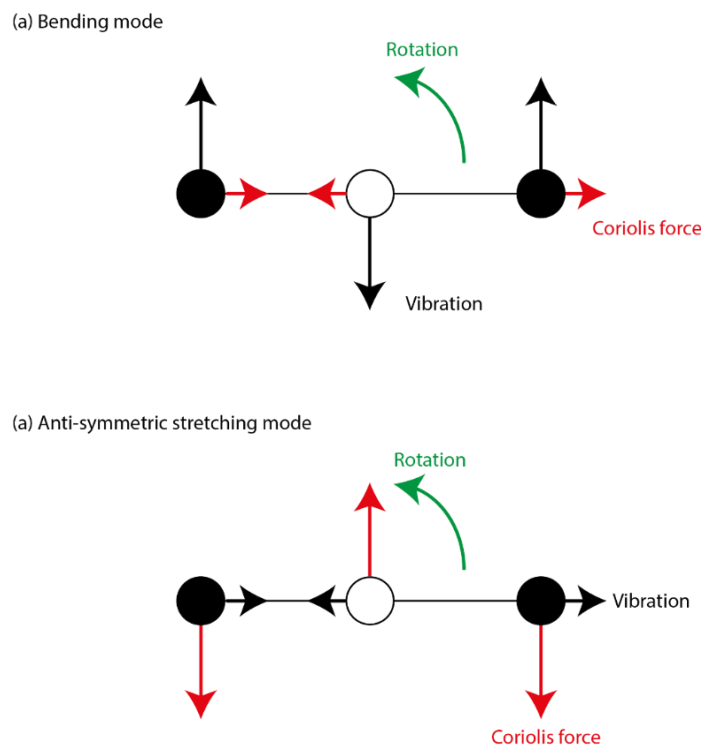 (a) Bending mode
Rotation
Coriolis force
Vibration
(a) Anti-symmetric stretching mode
Rotation
Vibration
Coriolis force